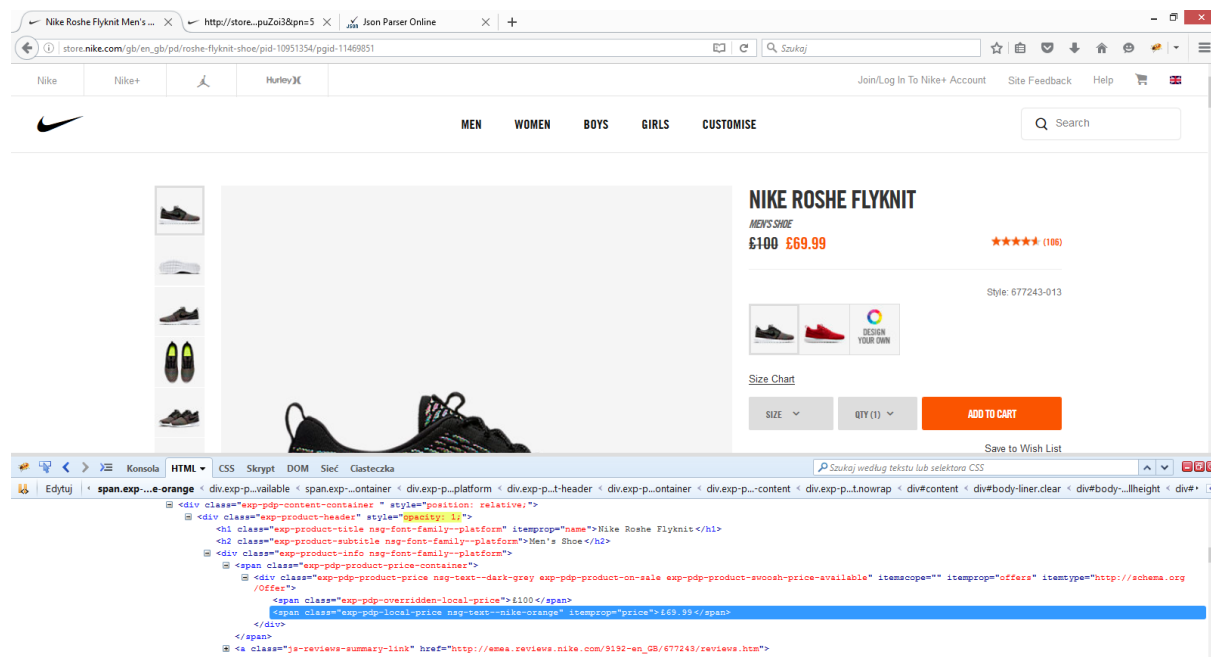 Nike Roshe Flyknit Men's ...
http://store...puZoi3&pn=5
Json Parser Online
store.nike.com/gb/en_gb/pd/roshe-flyknit-shoe/pid-10951354/pgid-11469851
Szukaj
Nike
Nike+
Hurley
Join/Log In To Nike+ Account
Site Feedback
Help
MEN
WOMEN
BOYS
GIRLS
CUSTOMISE
Search
NIKE ROSHE FLYKNIT
MEN'S SHOE
£100 £69.99
(106)
Style: 677243-013
DESIGN
YOUR OWN
Size Chart
SIZE
QTY (1)
ADD TO CART
Save to Wish List
Konsola
HTML
CSS
Skrypt
DOM
Sieć
Ciasteczka
Szukaj według tekstu lub selektora CSS
Edytuj
span.exp-...e-orange < div.exp-p...vailable < span.exp-...ontainer < div.exp-p...platform < div.exp-p...t-header < div.exp-p...ontainer < div.exp-p...-content < div.exp-p...t.nowrap < div#content < div#body-liner.clear < div#body-...llheight < div#
<div class="exp-pdp-content-container " style="position: relative;">
<div class="exp-product-header" style="opacity: 1;">
<h1 class="exp-product-title nsg-font-family--platform" itemprop="name">Nike Roshe Flyknit</h1>
<h2 class="exp-product-subtitle nsg-font-family--platform">Men's Shoe</h2>
<div class="exp-product-info nsg-font-family--platform">
<span class="exp-pdp-product-price-container">
<div class="exp-pdp-product-price nsg-text--dark-grey exp-pdp-product-on-sale exp-pdp-product-swoosh-price-available" itemscope="" itemprop="offers" itemtype="http://schema.org
/Offer">
<span class="exp-pdp-overridden-local-price">£100</span>
<span class="exp-pdp-local-price nsg-text--nike-orange" itemprop="price">£69.99</span>
</div>
</span>
<a class="js-reviews-summary-link" href="http://emea.reviews.nike.com/9192-en_GB/677243/reviews.htm">